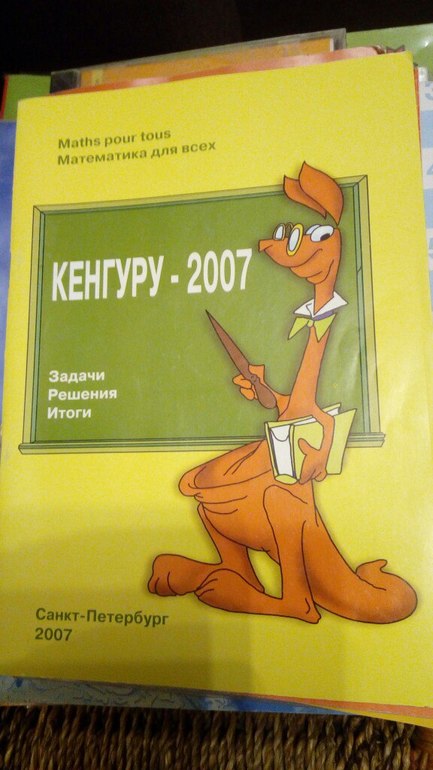 Maths pour tous
Математика для всех
КЕНГУРУ - 2007
Задачи
Решения
Итоги
Санкт-Петербург
2007